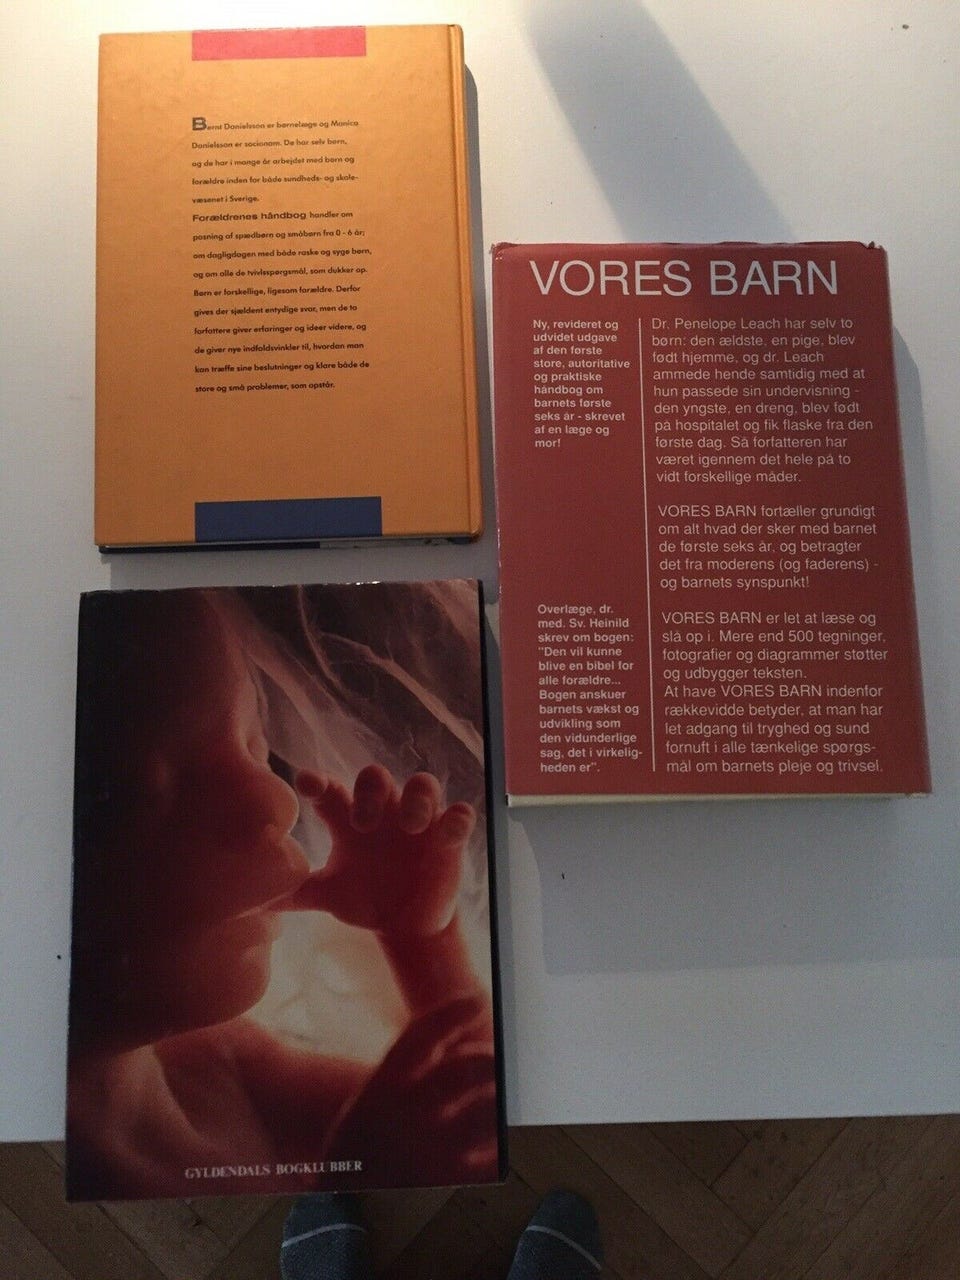 Bernt Danielsson er børnelæge og Monica
Danielsson er socionom. De har selv børn,
og de har i mange år arbejdet med børn og
forældre inden for både sundheds- og skole-
væsenet i Sverige.
Forældrenes håndbog handler om
pasning af spædbørn og småbørn fra 0 - 6 år;
om dagligdagen med både raske og syge børn,
og om alle de tvivlsspørgsmål, som dukker op.
Børn er forskellige, ligesom forældre. Derfor
gives der sjældent entydige svar, men de to
forfattere giver erfaringer og ideer videre, og
de giver nye indfaldsvinkler til, hvordan man
kan træffe sine beslutninger og klare både de
store og små problemer, som opstår.
VORES BARN
Ny, revideret og
udvidet udgave
af den første
store, autoritative
og praktiske
håndbog om
barnets første
seks år - skrevet
af en læge og
mor!
Overlæge, dr.
med. Sv. Heinild
skrev om bogen:
"Den vil kunne
blive en bibel for
alle forældre...
Bogen anskuer
barnets vækst og
udvikling som
den vidunderlige
sag, det i virkelig-
heden er".
Dr. Penelope Leach har selv to
børn: den ældste, en pige, blev
født hjemme, og dr. Leach
ammede hende samtidig med at
hun passede sin undervisning -
den yngste, en dreng, blev født
på hospitalet og fik flaske fra den
første dag. Så forfatteren har
været igennem det hele på to
vidt forskellige måder.
VORES BARN fortæller grundigt
om alt hvad der sker med barnet
de første seks år, og betragter
det fra moderens (og faderens) -
og barnets synspunkt!
VORES BARN er let at læse og
slå op i. Mere end 500 tegninger,
fotografier og diagrammer støtter
og udbygger teksten.
At have VORES BARN indenfor
rækkevidde betyder, at man har
let adgang til tryghed og sund
fornuft i alle tænkelige spørgs-
mål om barnets pleje og trivsel.
GYLDENDALS BOGKLUBBER